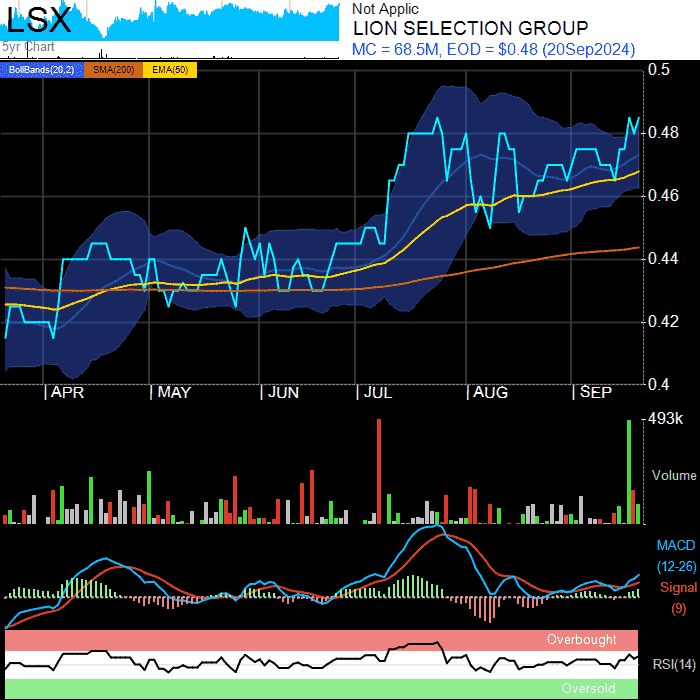 LSX
5yr Chart
Not Applic
LION SELECTION GROUP
MC = 68.5M, EOD = $0.48 (20Sep2024)
BollBands(20,2) SMA(200) EMA(50)
0.5
0.48
0.46
0.44
0.42
0.4
APR MAY JUN JUL AUG SEP
493k
Volume
MACD
(12-26)
Signal
(9)
Overbought
RSI(14)
Oversold